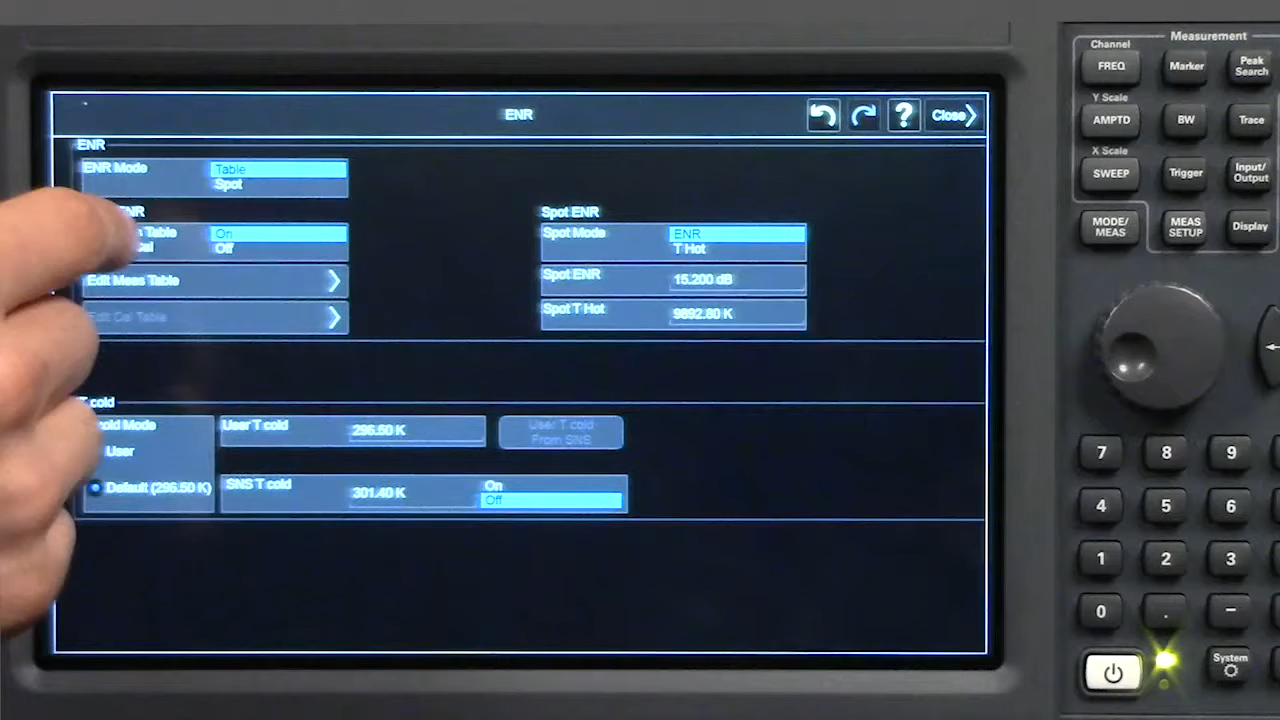 ENR
Close
ENR
ENR Mode
Table
Spot
ENR
Table
On
Off
Edit Meas Table
Edit Cal Table
Spot ENR
Spot Mode
ENR
T Hot
Spot ENR
15.200 dB
Spot T Hot
9892.80 K
T cold
Mode
User
Default (296.50 K)
User T cold
296.50 K
User T cold
From SNS
SNS T cold
301.40 K
On
Off
Measurement
Channel
FREQ
Marker
Peak
Search
Y Scale
AMPTD
BW
Trace
X Scale
SWEEP
Trigger
Input/
Output
MODE/
MEAS
MEAS
SETUP
Display
7
8
9
4
5
6
1
2
3
0
.
−
System